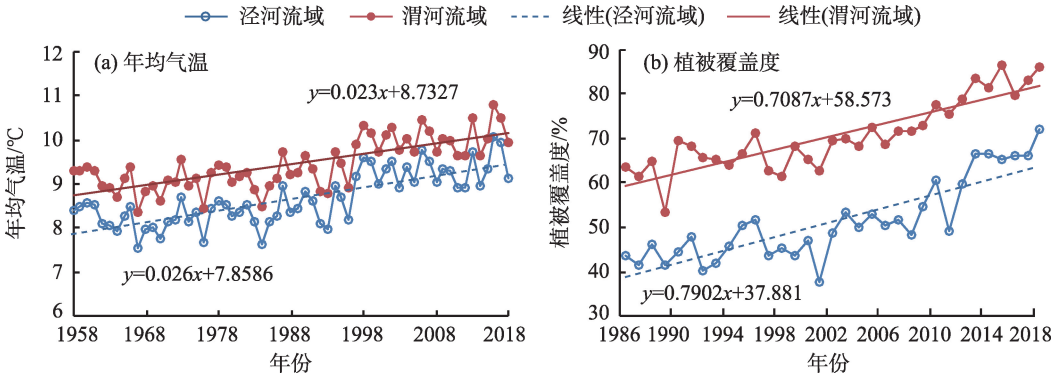 泾河流域 渭河流域 线性(泾河流域) 线性(渭河流域)
(a) 年均气温
y=0.023x+8.7327
y=0.026x+7.8586
年均气温/℃
12
11
10
9
8
7
6
1958 1968 1978 1988 1998 2008 2018
年份
(b) 植被覆盖度
y=0.7087x+58.573
y=0.7902x+37.881
植被覆盖度/%
90
80
70
60
50
40
30
1986 1990 1994 1998 2002 2006 2010 2014 2018
年份